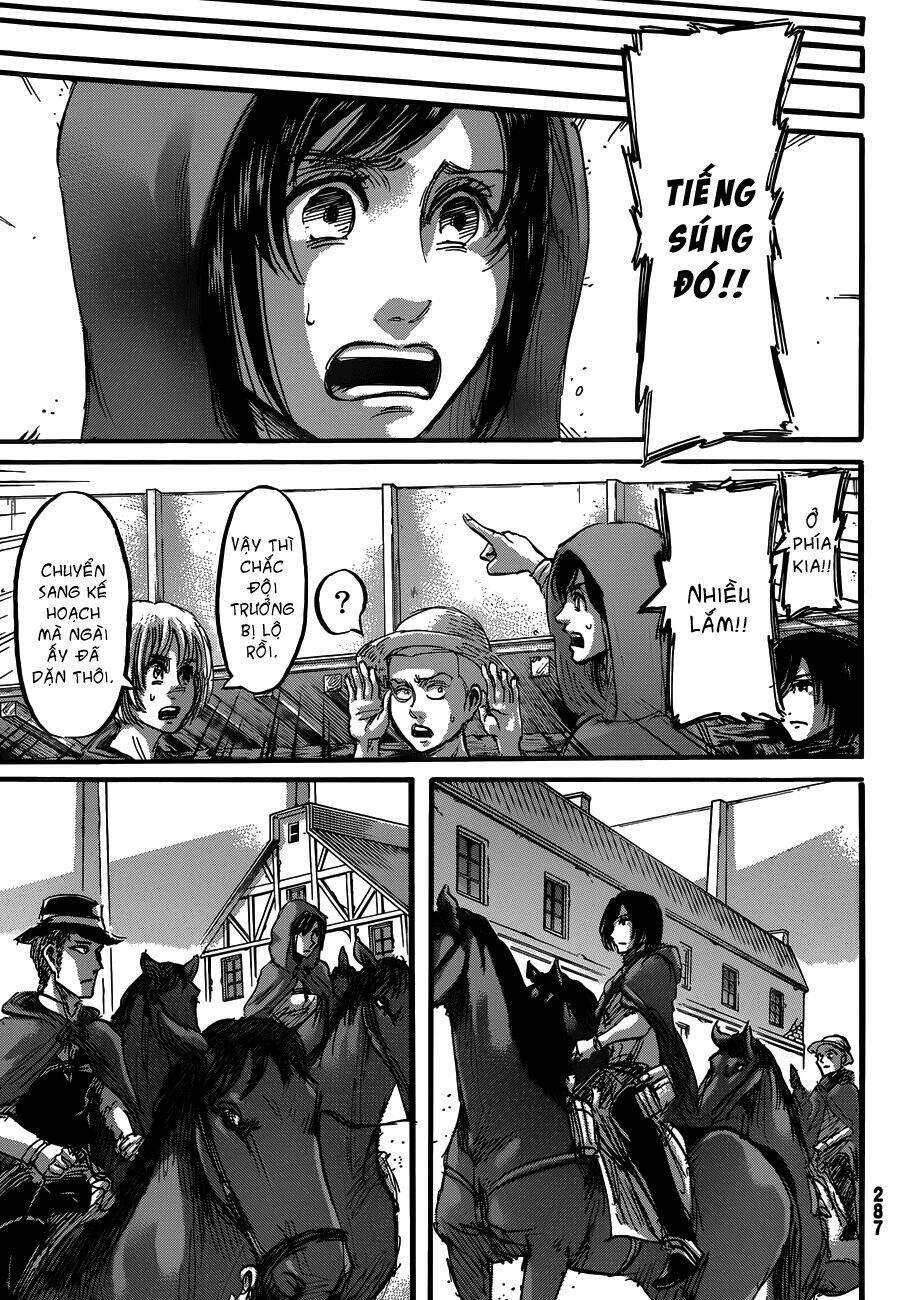 TIẾNG
SÚNG
ĐÓ!!
Ở
PHÍA
KIA!!
NHIỀU
LẮM!!
?
VẬY THÌ
CHẮC
ĐỘI
TRƯỞNG
BỊ LỘ
RỒI.
CHUYỂN
SANG KẾ
HOẠCH
MÀ NGÀI
ẤY ĐÃ
DẶN THÔI.
287